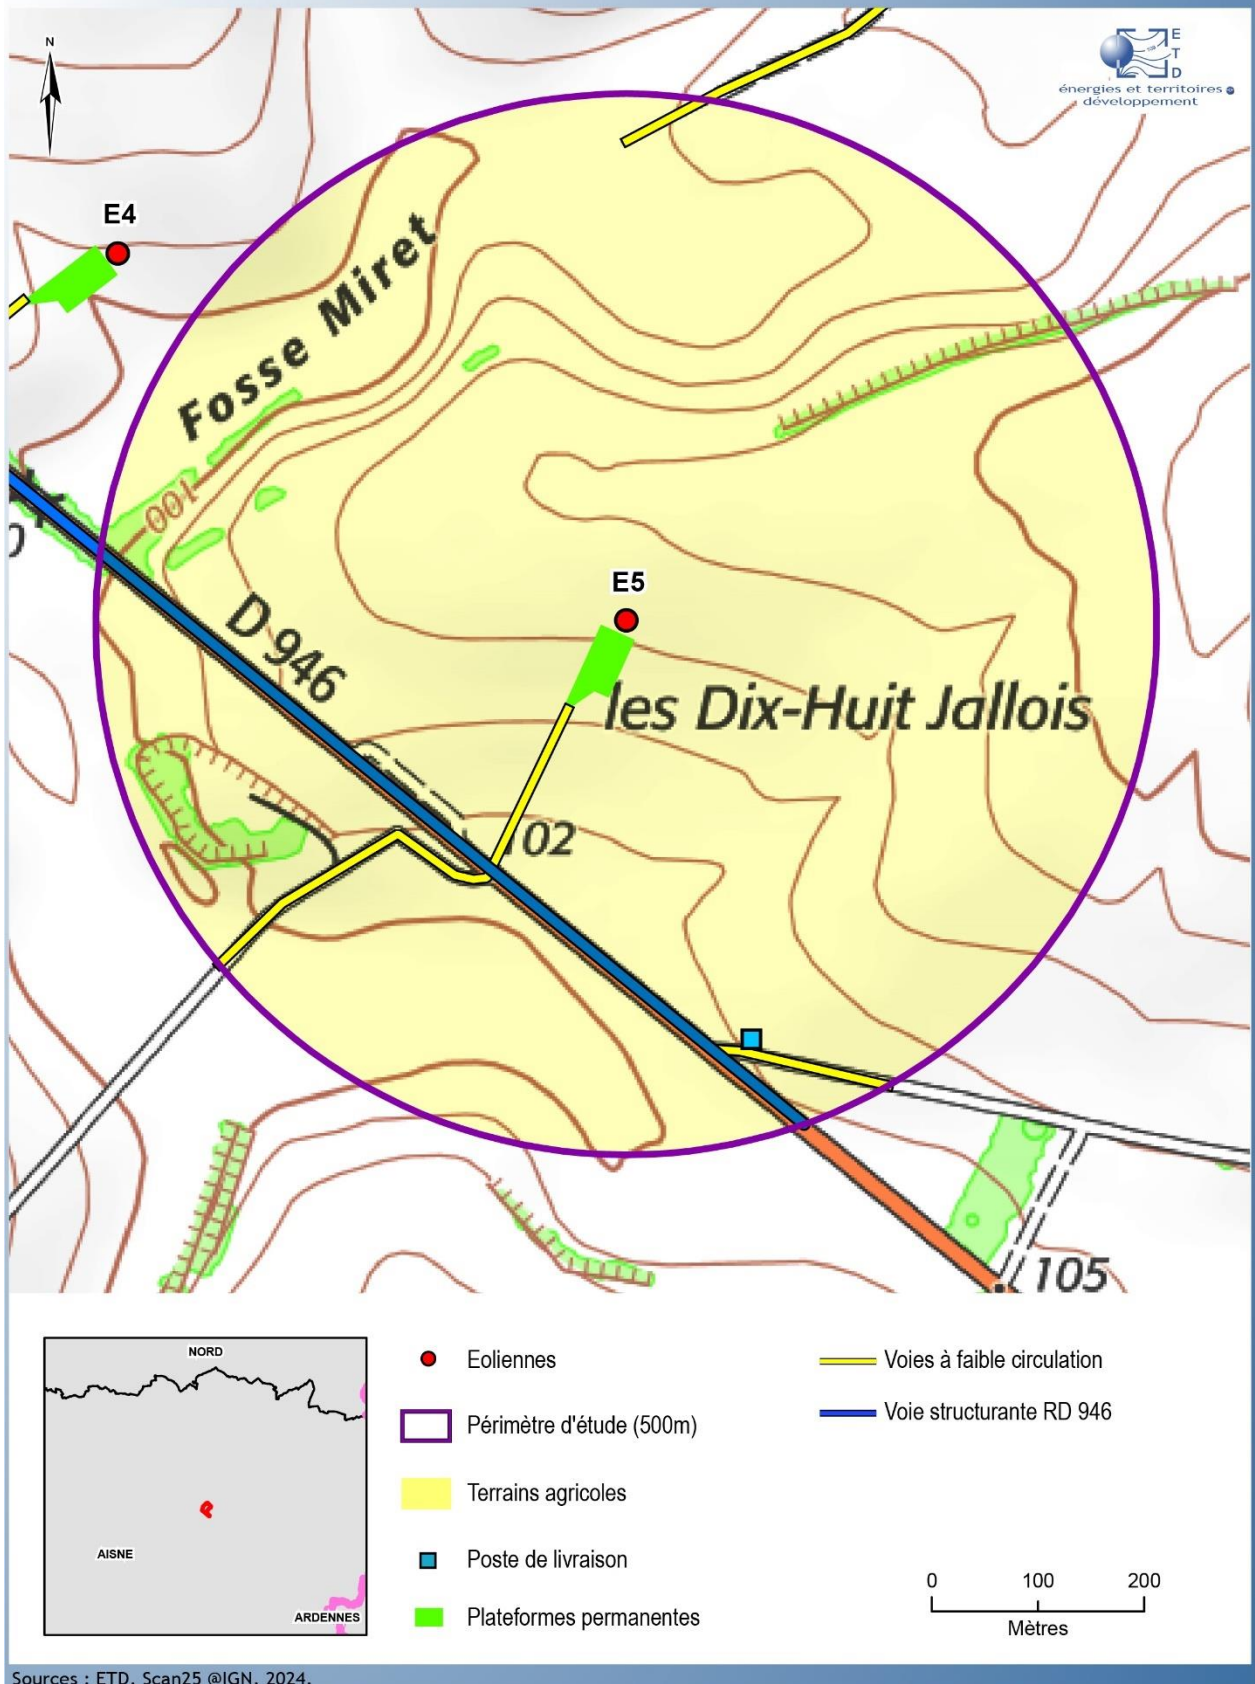 N
E
T
D
énergies et territoires
développement
E4
Fosse Miret
100
E5
D 946
les Dix-Huit Jallois
102
105
NORD
AISNE
ARDENNES
Eoliennes
Périmètre d'étude (500m)
Terrains agricoles
Poste de livraison
Plateformes permanentes
Voies à faible circulation
Voie structurante RD 946
0 100 200
Mètres
Sources : ETD, Scan25 @IGN, 2024.